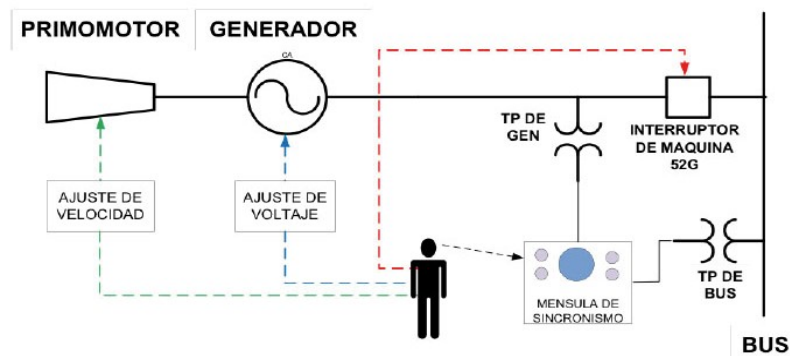 PRIMOMOTOR
GENERADOR
CA
TP DE
GEN
INTERRUPTOR
DE MAQUINA
52G
AJUSTE DE
VELOCIDAD
AJUSTE DE
VOLTAJE
MENSULA DE
SINCRONISMO
TP DE
BUS
BUS